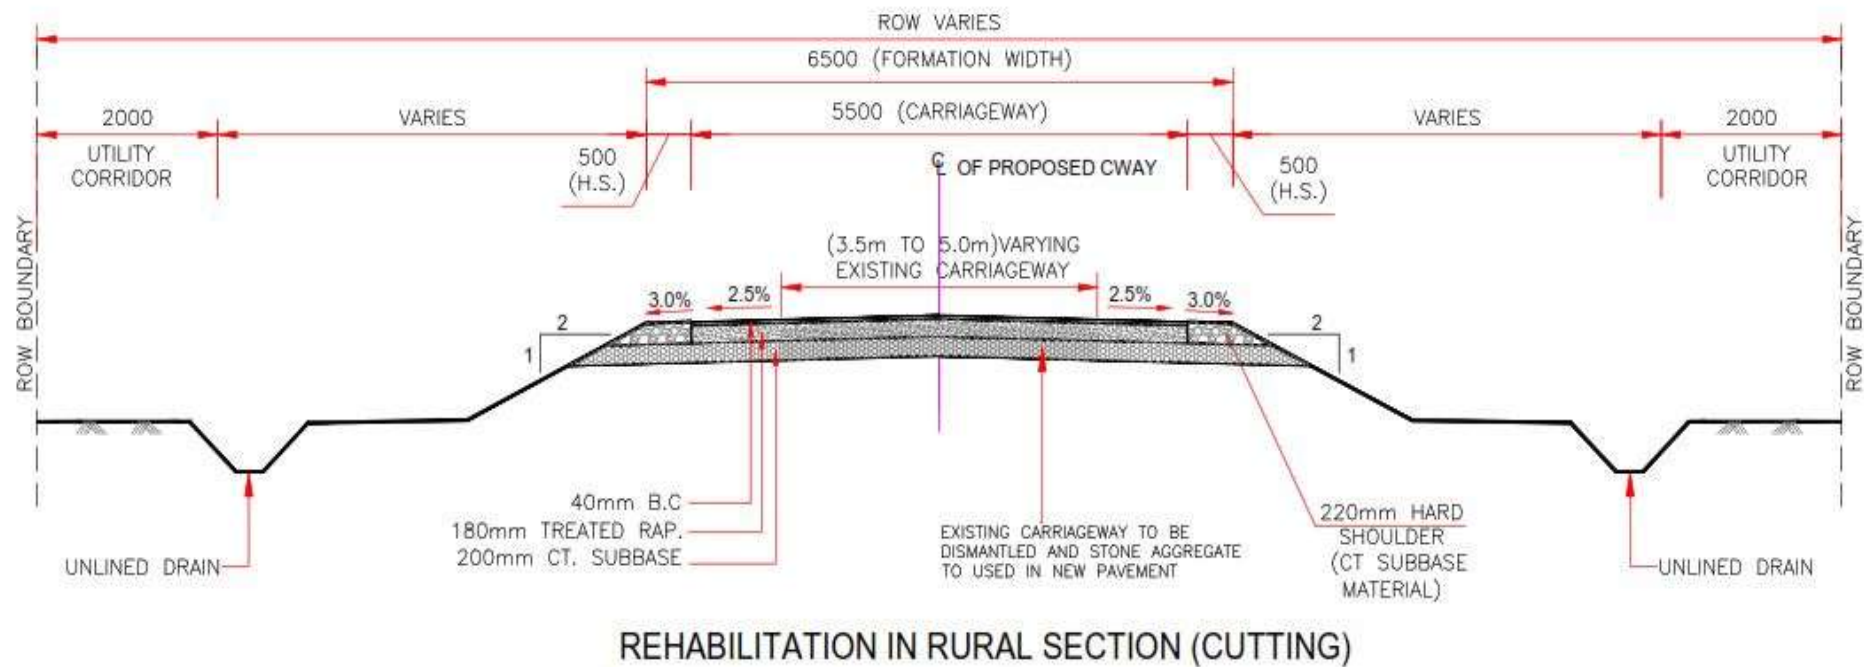 ROW VARIES
6500 (FORMATION WIDTH)
2000
VARIES
5500 (CARRIAGEWAY)
VARIES
2000
UTILITY
CORRIDOR
500
(H.S.)
℄ OF PROPOSED CWAY
500
(H.S.)
UTILITY
CORRIDOR
ROW BOUNDARY
ROW BOUNDARY
(3.5m TO 5.0m)VARYING
EXISTING CARRIAGEWAY
3.0%
2.5%
2.5%
3.0%
2
1
2
1
40mm B.C
180mm TREATED RAP.
200mm CT. SUBBASE
EXISTING CARRIAGEWAY TO BE
DISMANTLED AND STONE AGGREGATE
TO USED IN NEW PAVEMENT
220mm HARD
SHOULDER
(CT SUBBASE
MATERIAL)
UNLINED DRAIN
UNLINED DRAIN
REHABILITATION IN RURAL SECTION (CUTTING)